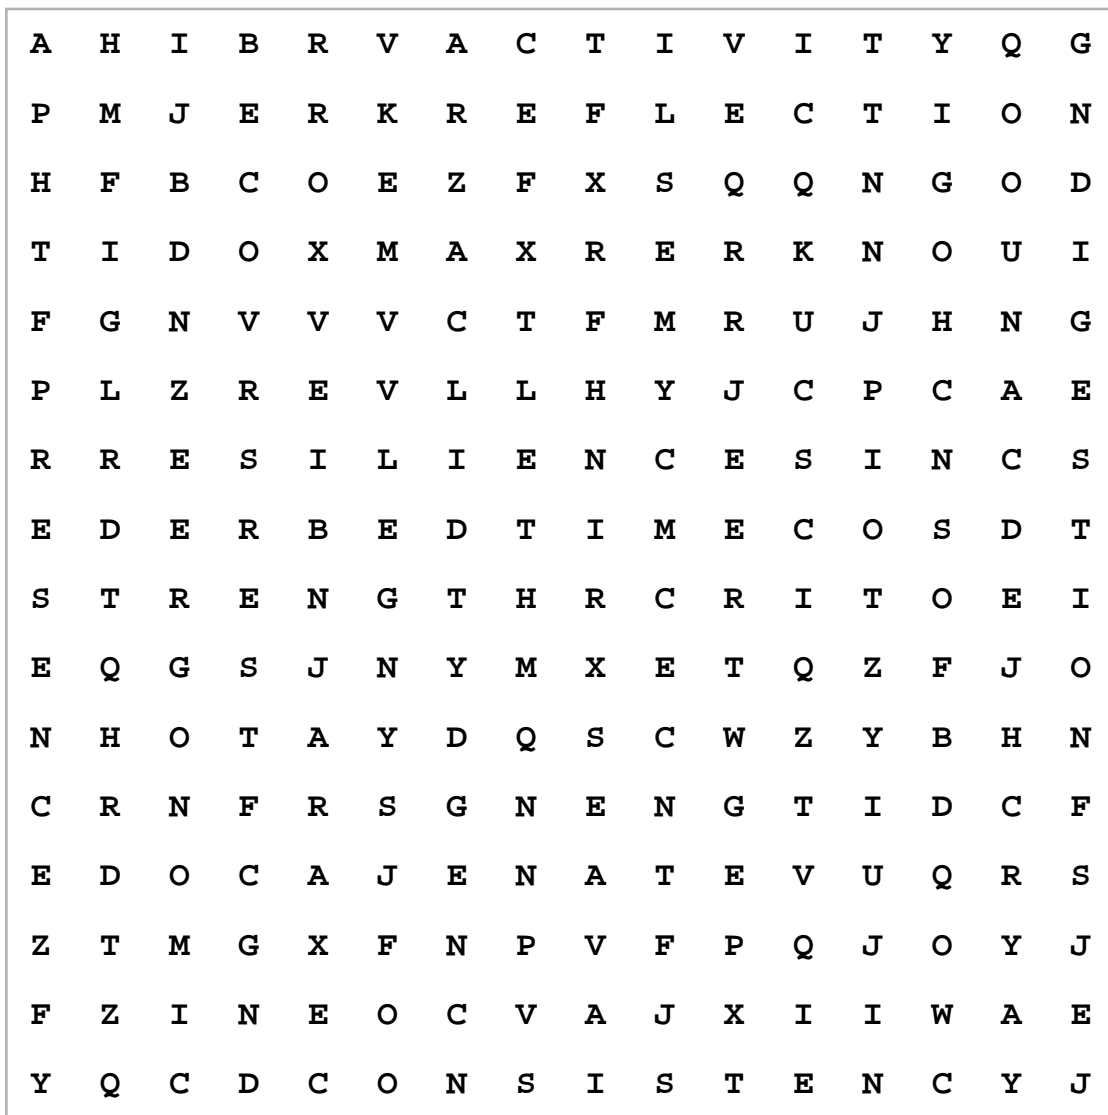 A H I B R V A C T I V I T Y Q G
P M J E R K R E F L E C T I O N
H F B C O E Z F X S Q Q N G O D
T I D O X M A X R E R K N O U I
F G N V V V C T F M R U J H N G
P L Z R E V L L H Y J C P C A E
R R E S I L I E N C E S I N C S
E D E R B E D T I M E C O S D T
S T R E N G T H R C R I T O E I
E Q G S J N Y M X E T Q Z F J O
N H O T A Y D Q S C W Z Y B H N
C R N F R S G N E N G T I D C F
E D O C A J E N A T E V U Q R S
Z T M G X F N P V F P Q J O Y J
F Z I N E O C V A J X I I W A E
Y Q C D C O N S I S T E N C Y J